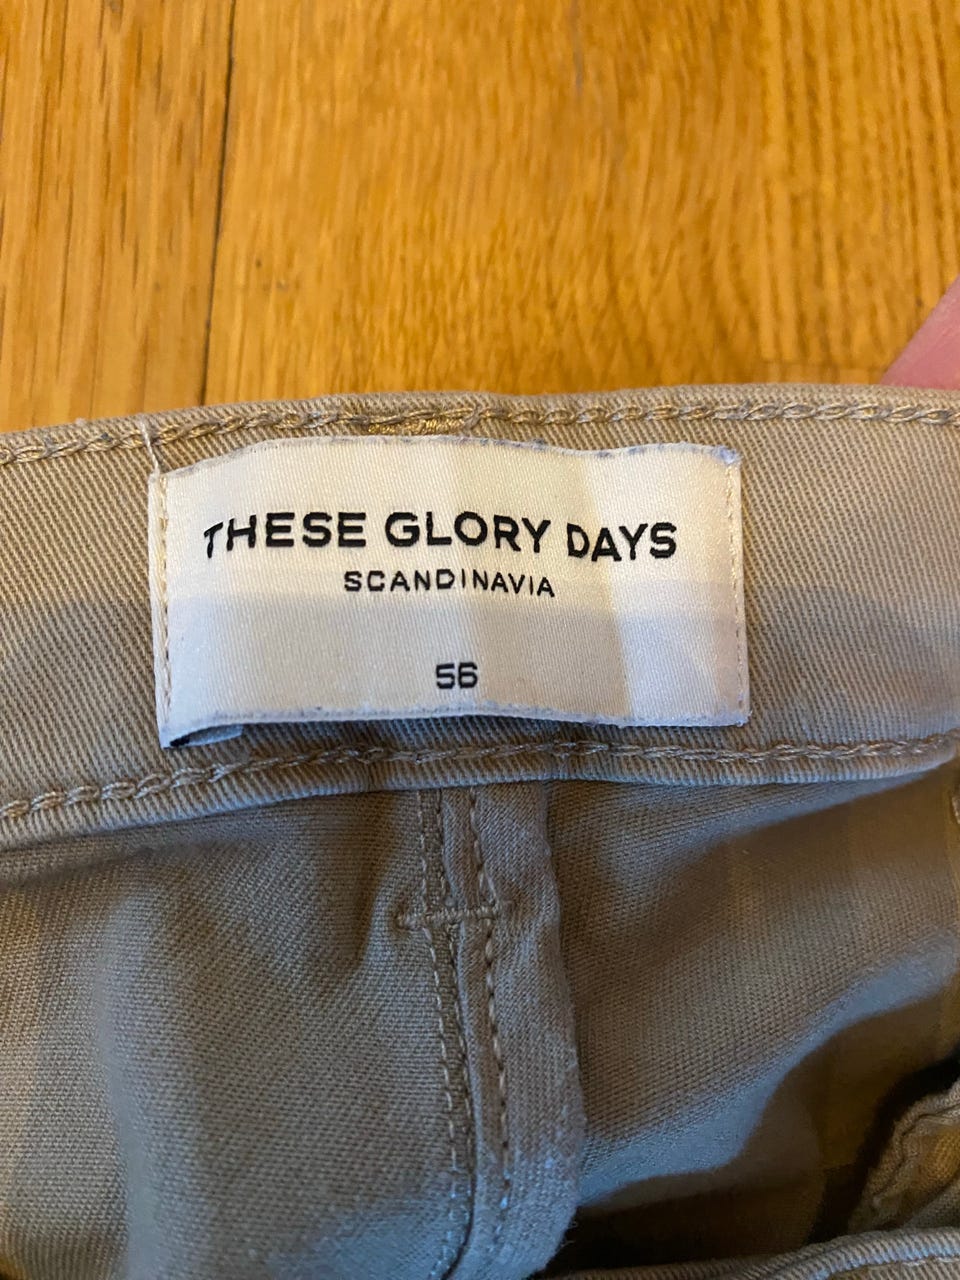 THESE GLORY DAYS
SCANDINAVIA
56